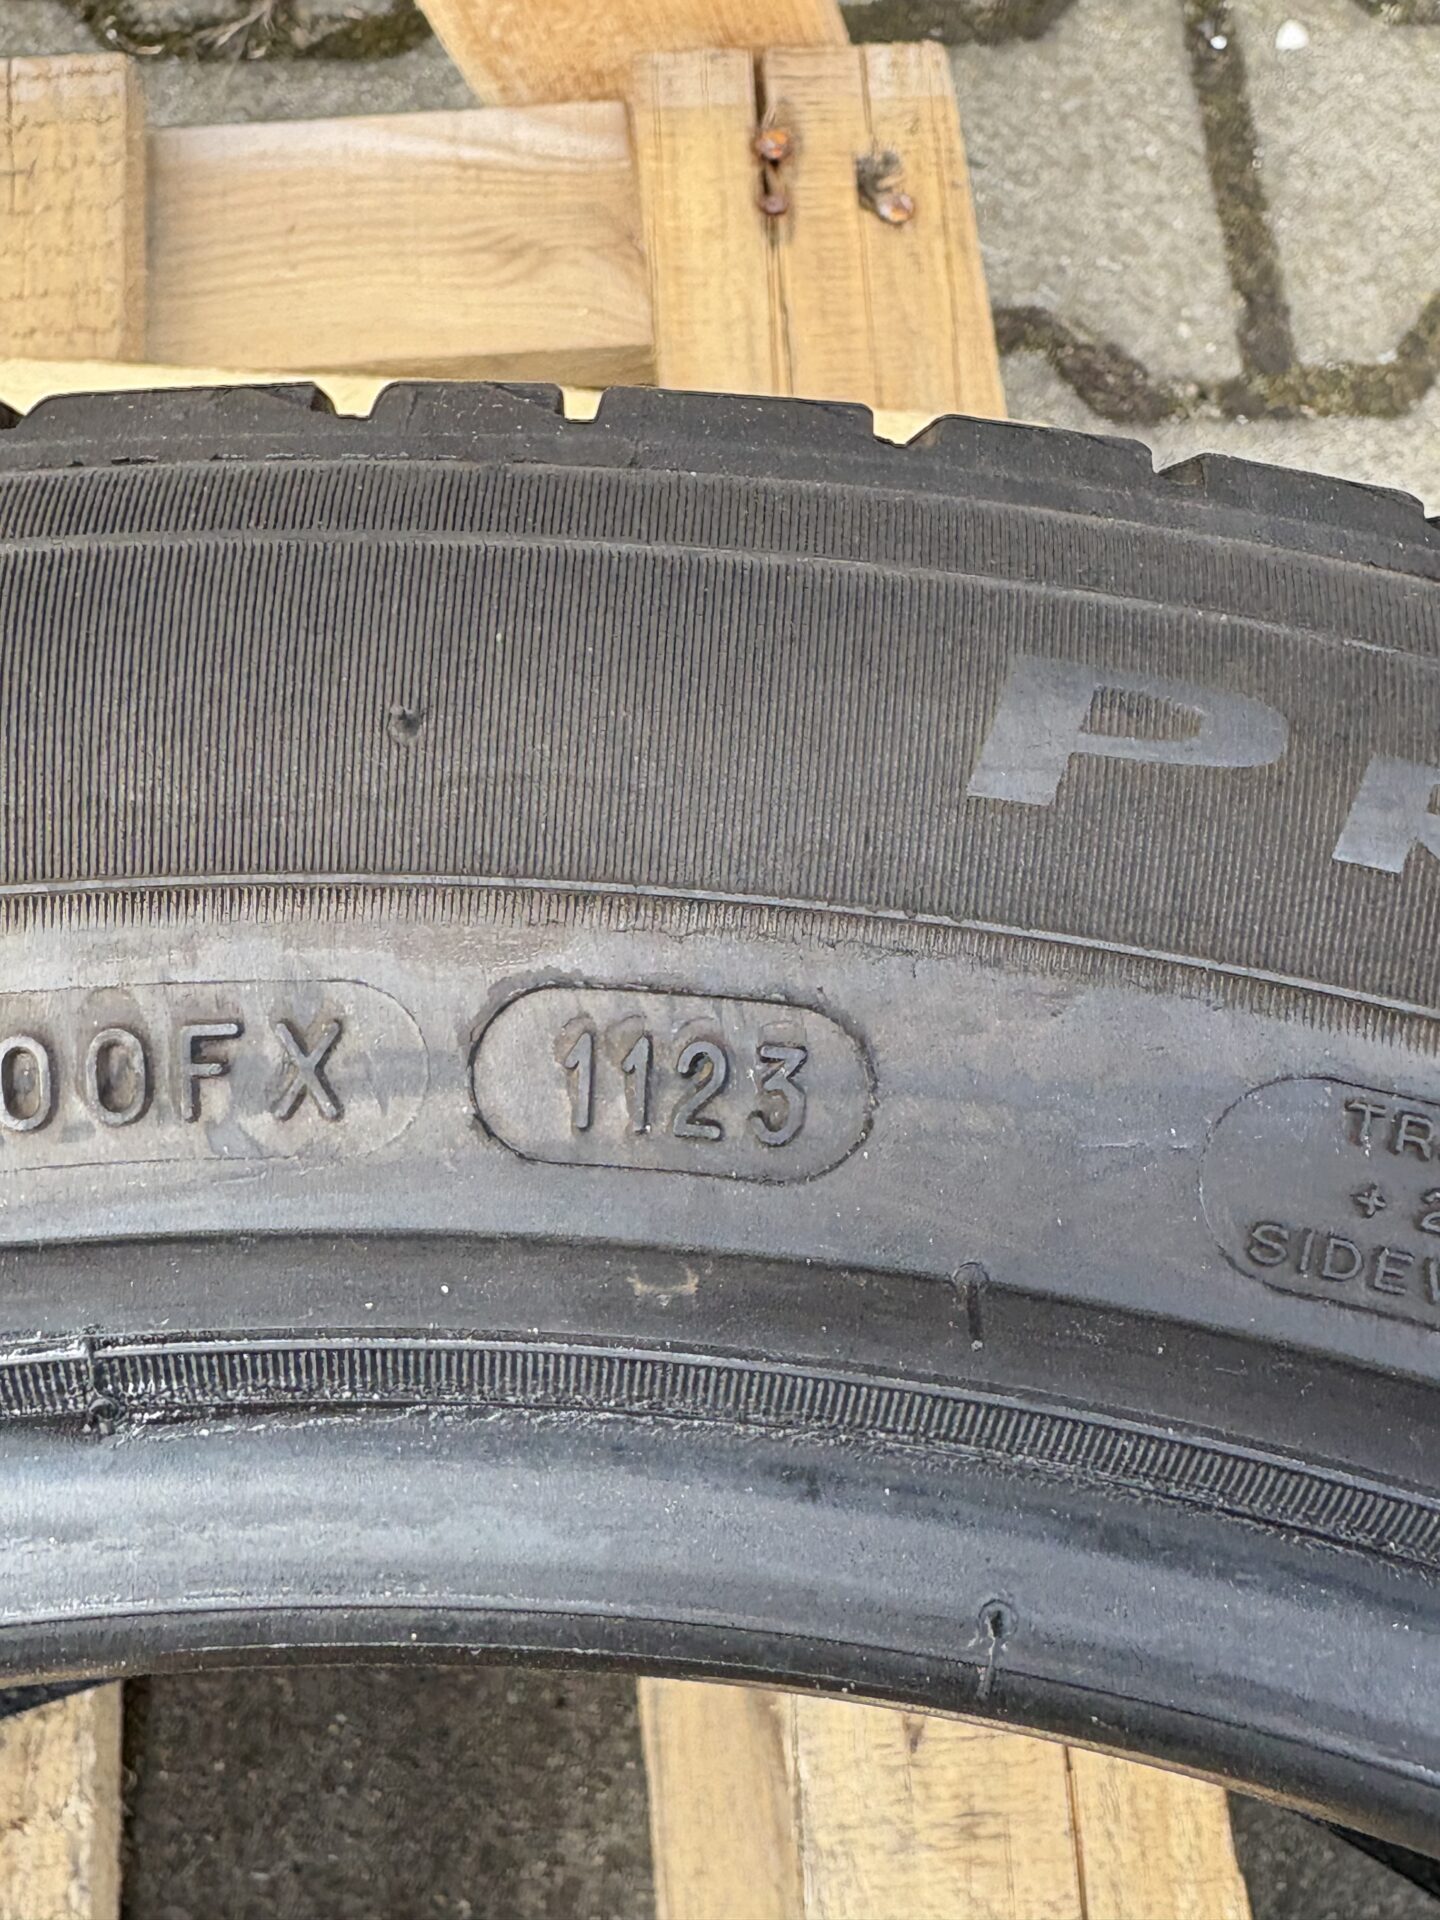 PR
00FX
1123
TR
+ 2
SIDEW